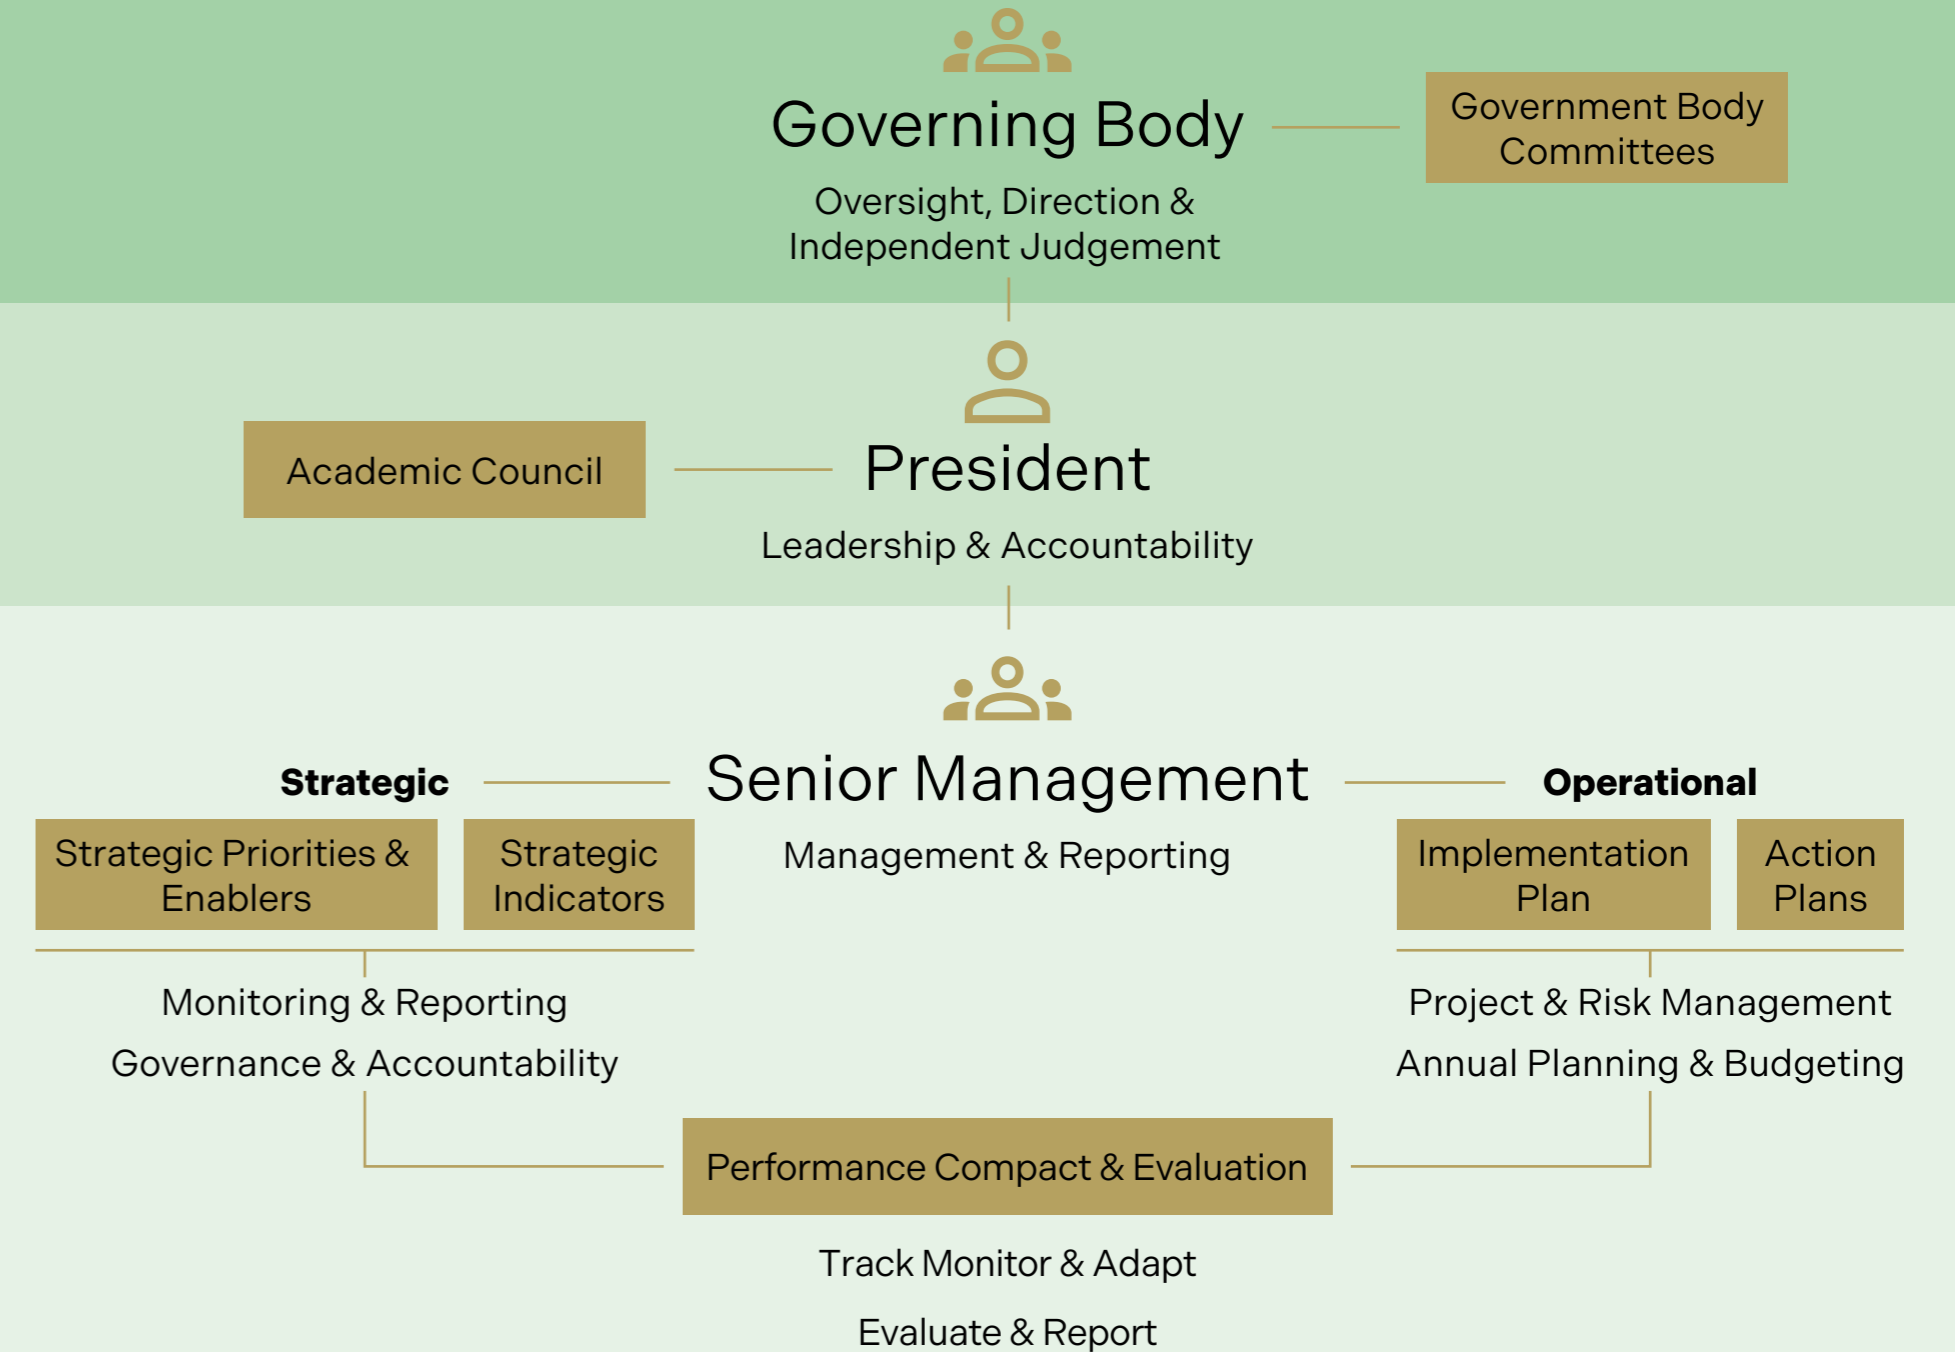 Governing Body
Government Body
Committees
Oversight, Direction &
Independent Judgement
Academic Council
President
Leadership & Accountability
Strategic
Senior Management
Operational
Strategic Priorities &
Enablers
Strategic
Indicators
Management & Reporting
Implementation
Plan
Action
Plans
Monitoring & Reporting
Governance & Accountability
Project & Risk Management
Annual Planning & Budgeting
Performance Compact & Evaluation
Track Monitor & Adapt
Evaluate & Report